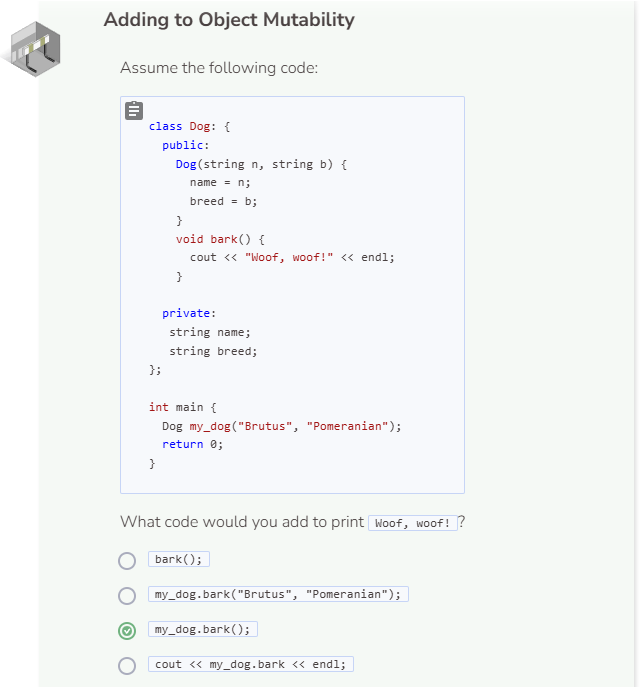 Adding to Object Mutability
Assume the following code:
class Dog: {
  public:
    Dog(string n, string b) {
      name = n;
      breed = b;
    }
    void bark() {
      cout << "Woof, woof!" << endl;
    }
  private:
   string name;
   string breed;
};
int main {
  Dog my_dog("Brutus", "Pomeranian");
  return 0;
}
What code would you add to print Woof, woof! ?
bark();
my_dog.bark("Brutus", "Pomeranian");
my_dog.bark();
cout << my_dog.bark << endl;